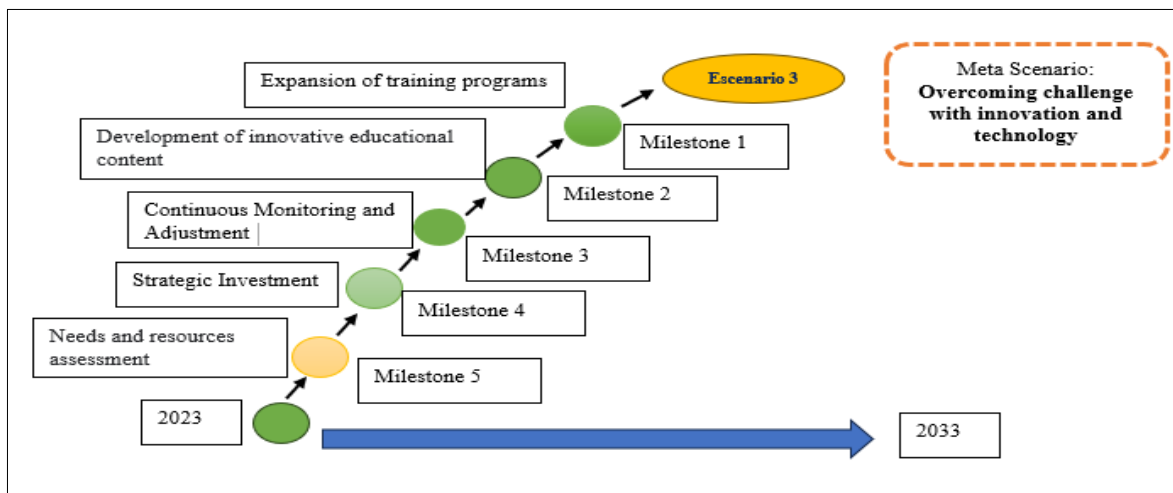 Expansion of training programs
Escenario 3
Meta Scenario:
Overcoming challenge
with innovation and
technology
Milestone 1
Development of innovative educational
content
Milestone 2
Continuous Monitoring and
Adjustment
Milestone 3
Strategic Investment
Milestone 4
Needs and resources
assessment
Milestone 5
2023
2033